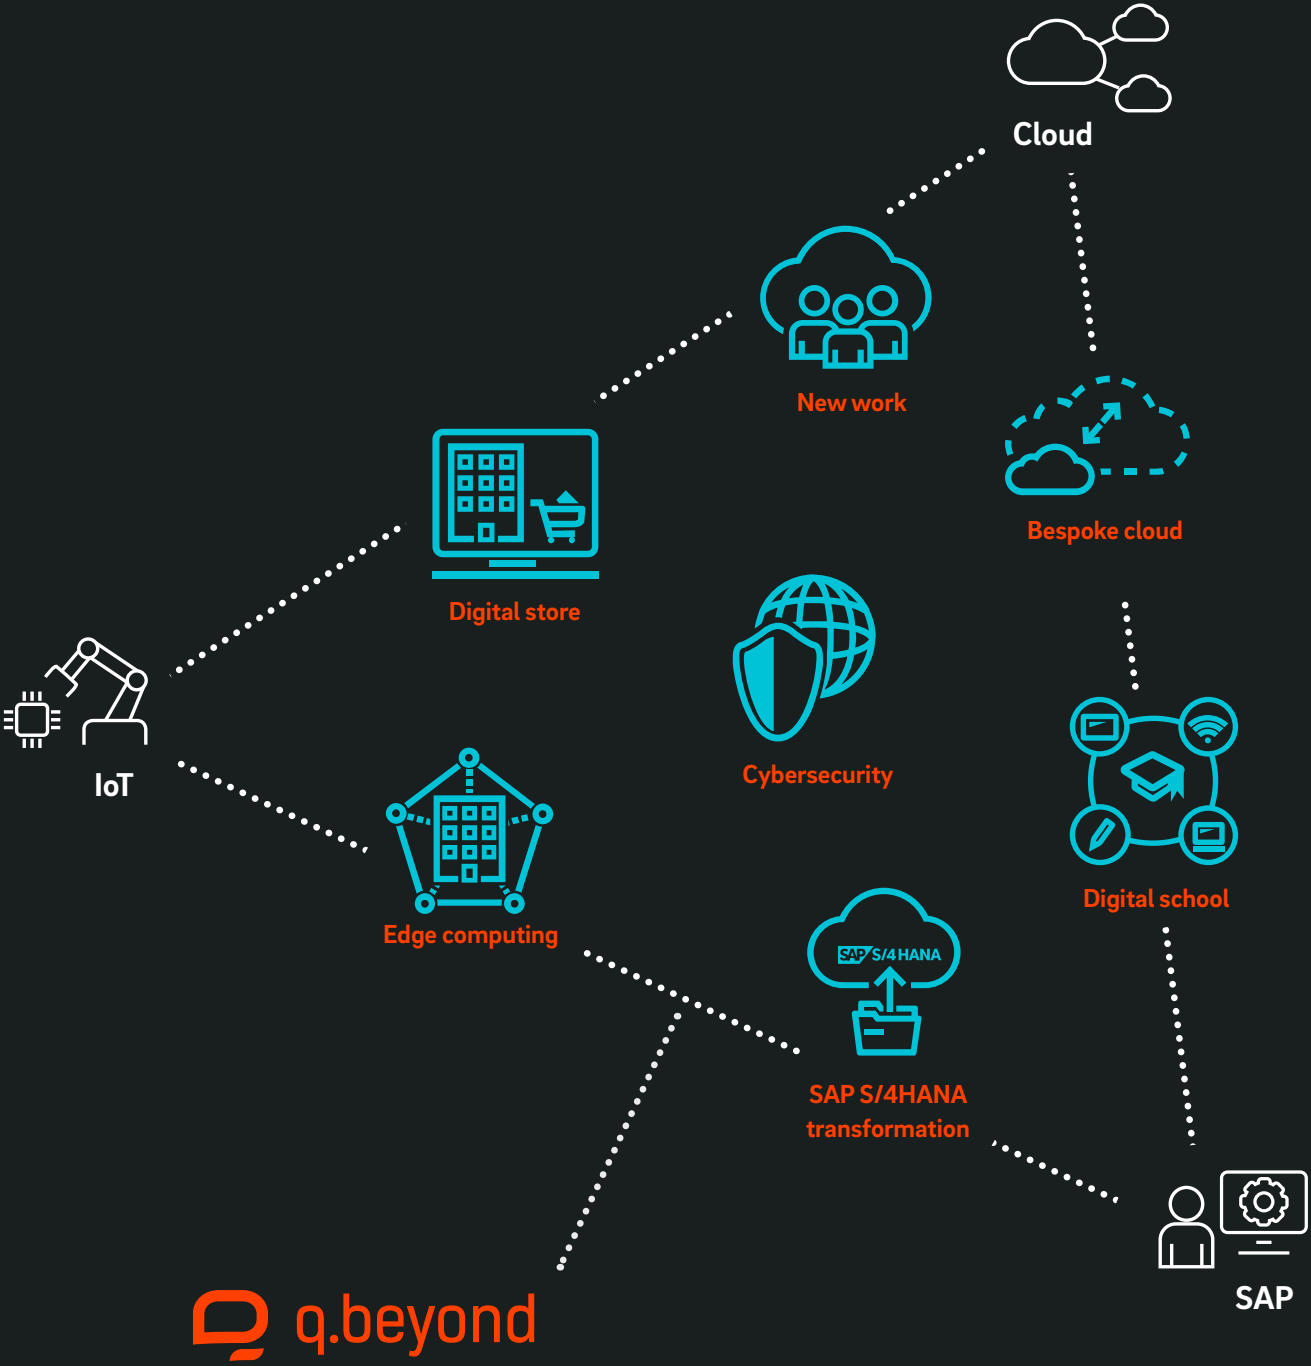 Cloud
New work
Bespoke cloud
Digital store
Cybersecurity
IoT
Digital school
Edge computing
SAP S/4HANA
SAP S/4HANA
transformation
SAP
q.beyond